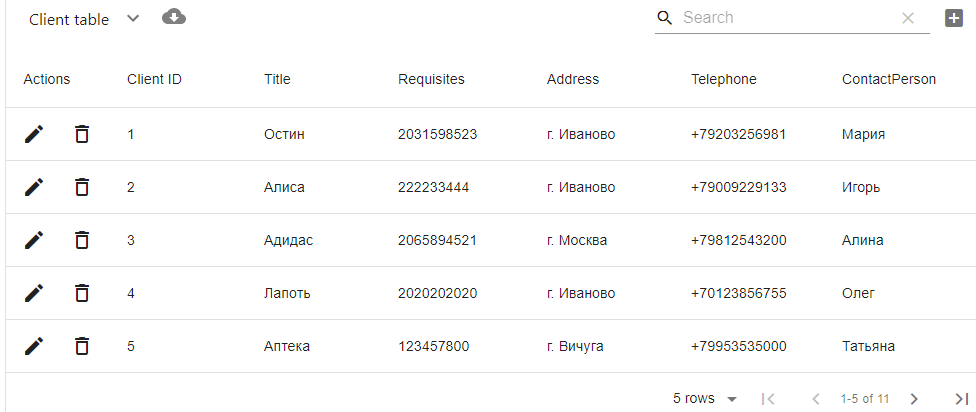 Client table Search
Actions Client ID Title Requisites Address Telephone ContactPerson
1 Остин 2031598523 г. Иваново +79203256981 Мария
2 Алиса 222233444 г. Иваново +79009229133 Игорь
3 Адидас 2065894521 г. Москва +79812543200 Алина
4 Лапоть 2020202020 г. Иваново +70123856755 Олег
5 Аптека 123457800 г. Вичуга +79953535000 Татьяна
5 rows 1-5 of 11